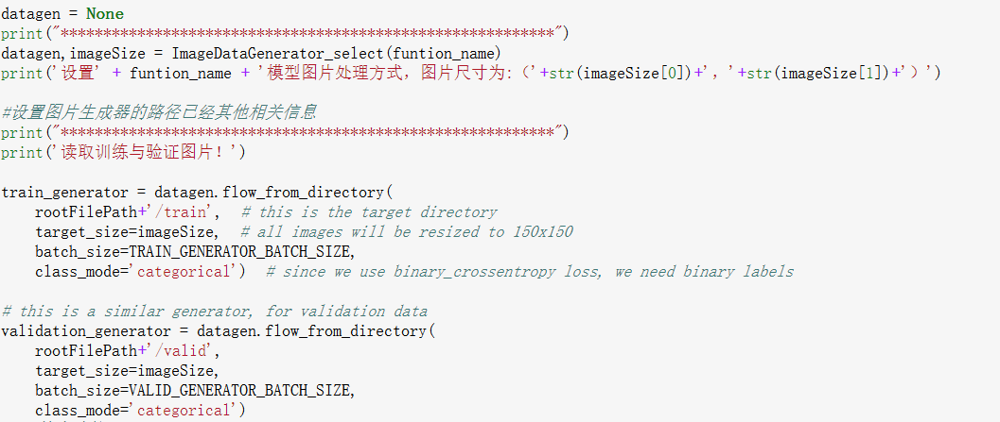 datagen = None
print("**********************************************************")
datagen,imageSize = ImageDataGenerator_select(funtion_name)
print('设置' + funtion_name + '模型图片处理方式，图片尺寸为:（'+str(imageSize[0])+'，'+str(imageSize[1])+'）')
#设置图片生成器的路径已经其他相关信息
print("**********************************************************")
print('读取训练与验证图片！')
train_generator = datagen.flow_from_directory(
    rootFilePath+'/train',  # this is the target directory
    target_size=imageSize,  # all images will be resized to 150x150
    batch_size=TRAIN_GENERATOR_BATCH_SIZE,
    class_mode='categorical')  # since we use binary_crossentropy loss, we need binary labels
# this is a similar generator, for validation data
validation_generator = datagen.flow_from_directory(
    rootFilePath+'/valid',
    target_size=imageSize,
    batch_size=VALID_GENERATOR_BATCH_SIZE,
    class_mode='categorical')